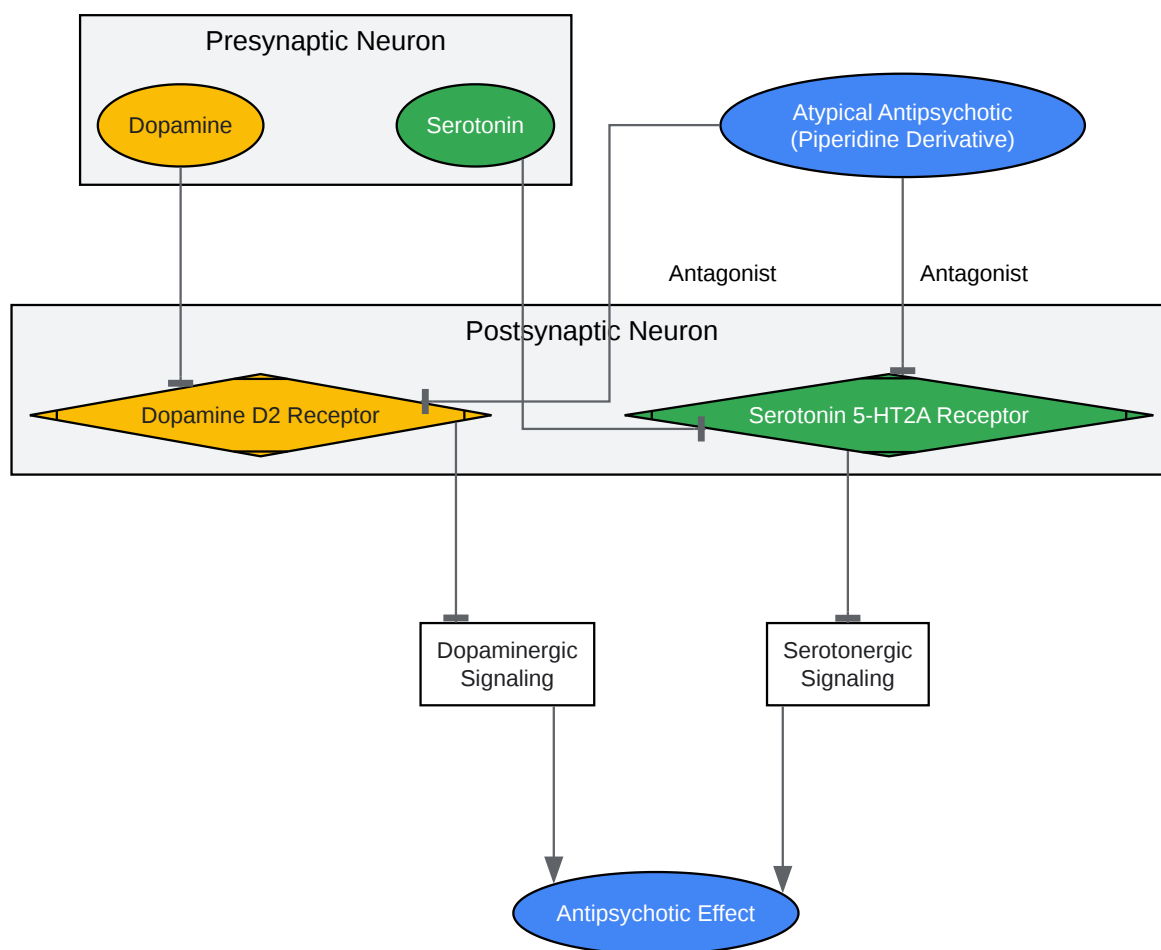 Presynaptic Neuron
Dopamine
Serotonin
Atypical Antipsychotic
(Piperidine Derivative)
Antagonist
Antagonist
Postsynaptic Neuron
Dopamine D2 Receptor
Serotonin 5-HT2A Receptor
Dopaminergic
Signaling
Serotonergic
Signaling
Antipsychotic Effect